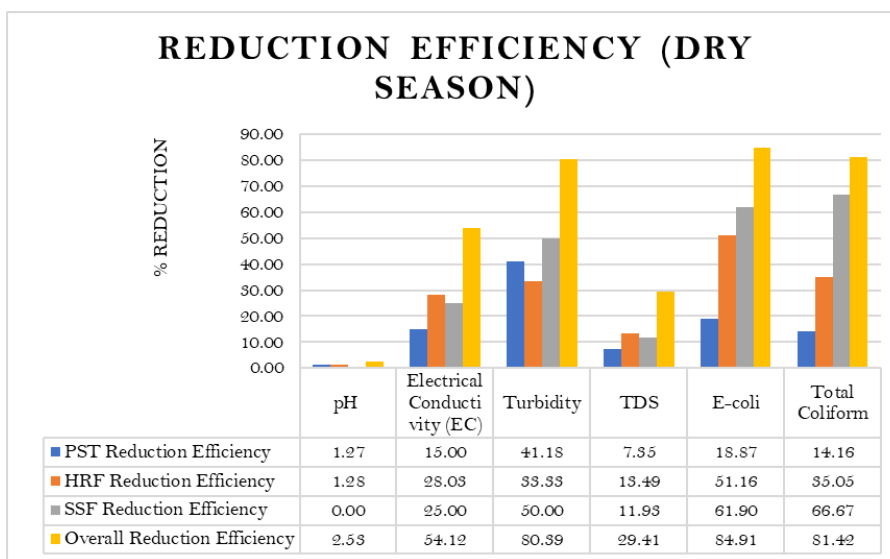 REDUCTION EFFICIENCY (DRY
SEASON)
% REDUCTION
90.00
80.00
70.00
60.00
50.00
40.00
30.00
20.00
10.00
0.00
pH
Electrical
Conducti
vity (EC)
Turbidity
TDS
E-coli
Total
Coliform
PST Reduction Efficiency 1.27 15.00 41.18 7.35 18.87 14.16
HRF Reduction Efficiency 1.28 28.03 33.33 13.49 51.16 35.05
SSF Reduction Efficiency 0.00 25.00 50.00 11.93 61.90 66.67
Overall Reduction Efficiency 2.53 54.12 80.39 29.41 84.91 81.42